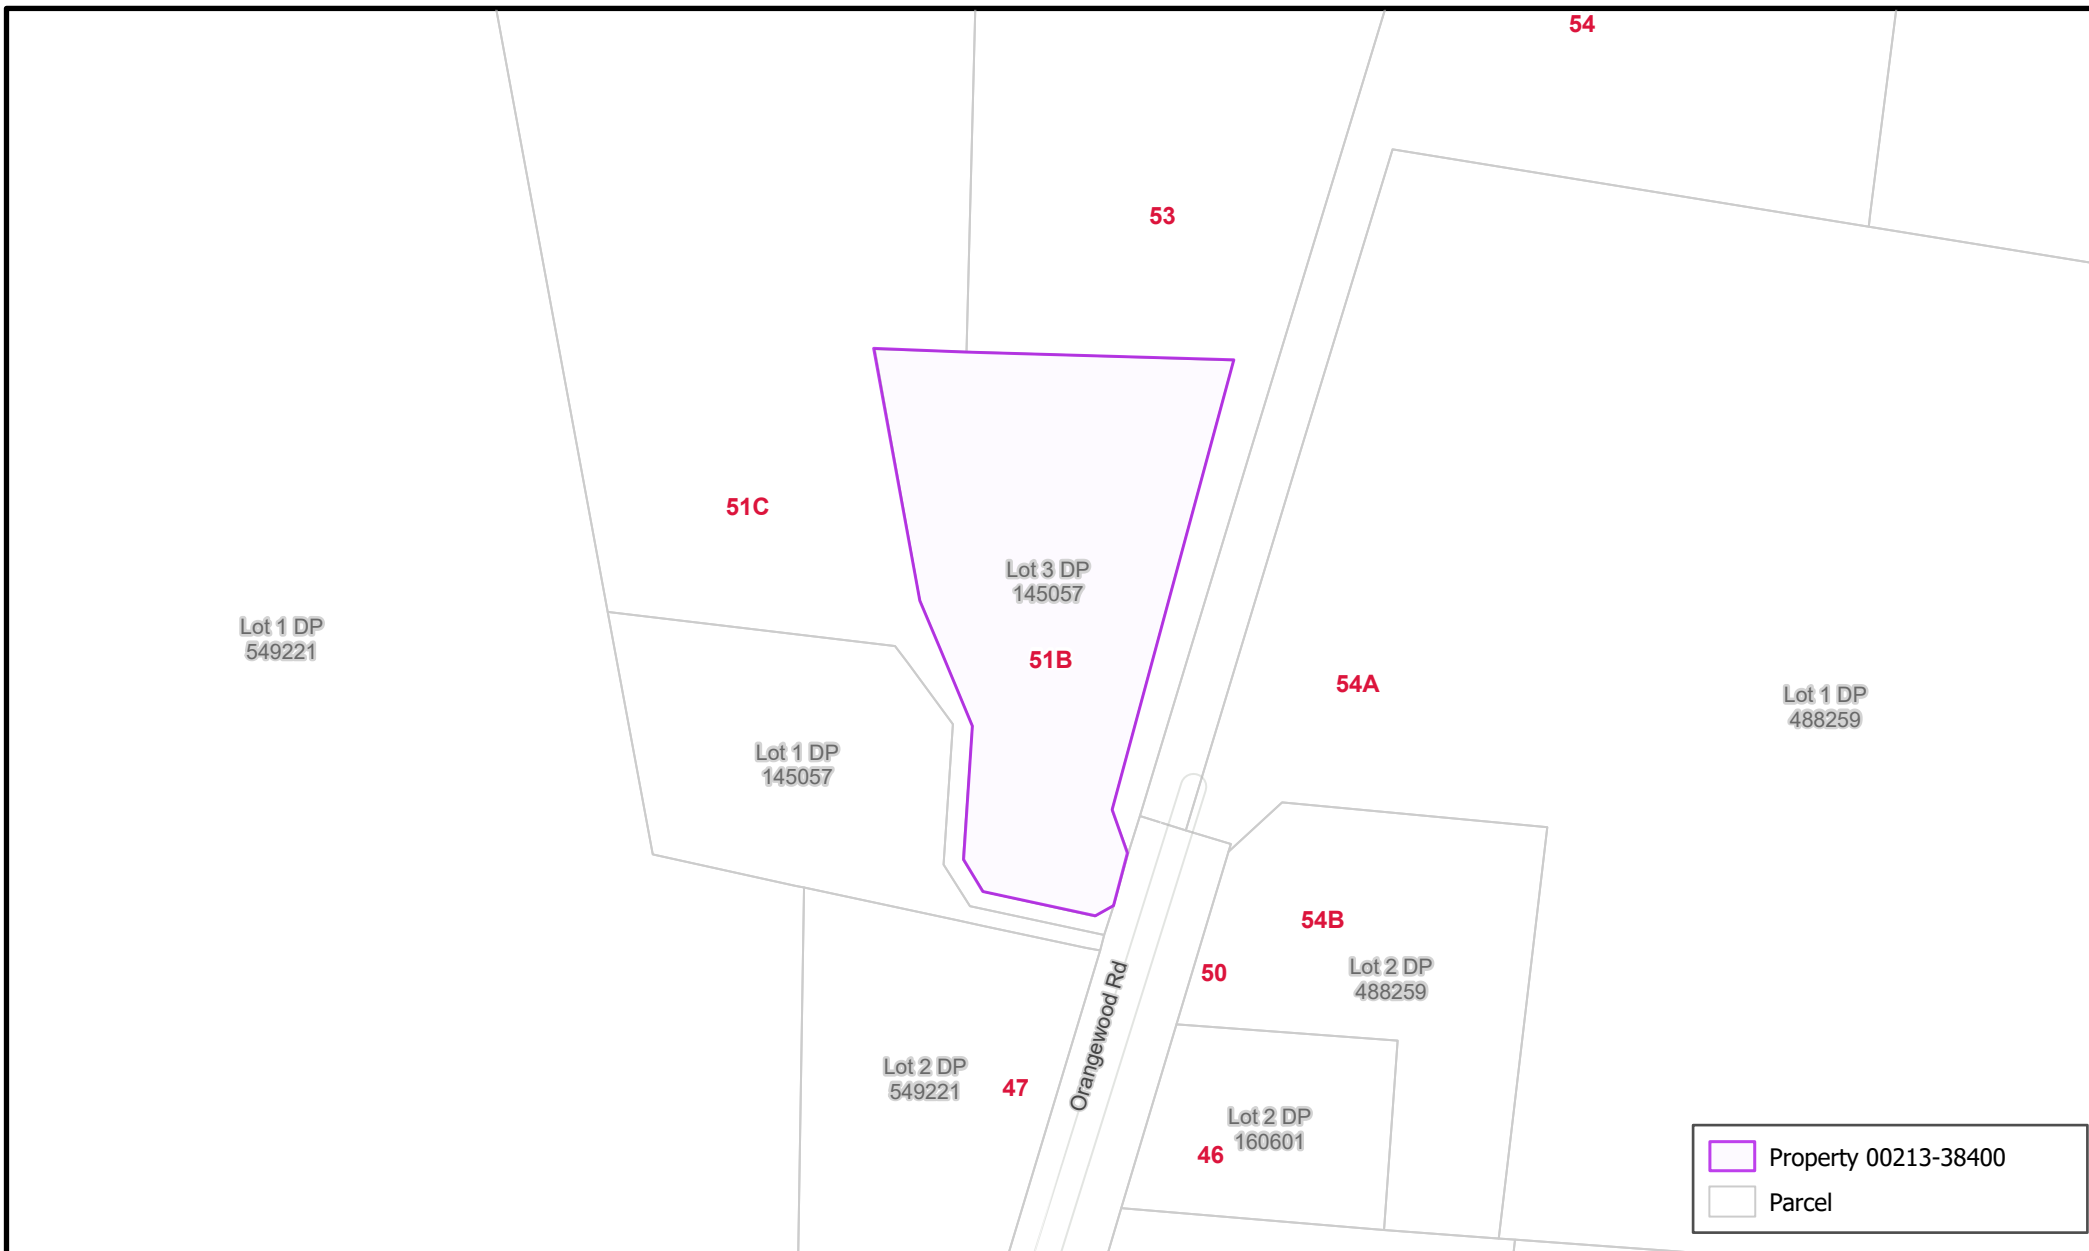 54
53
51C
Lot 3 DP
145057
51B
Lot 1 DP
549221
54A
Lot 1 DP
488259
Lot 1 DP
145057
54B
Lot 2 DP
488259
50
Orangewood Rd
Lot 2 DP
549221
47
Lot 2 DP
160601
46
Property 00213-38400
Parcel